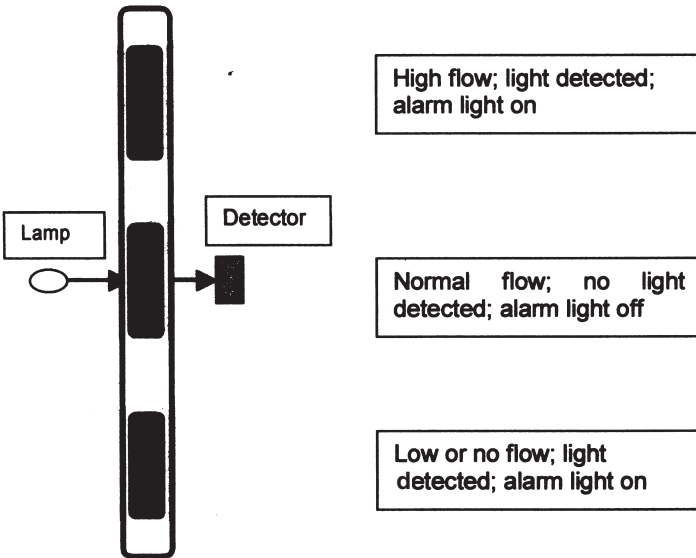 High flow; light detected;
alarm light on
Detector
Lamp
Normal flow; no light
detected; alarm light off
Low or no flow; light
detected; alarm light on